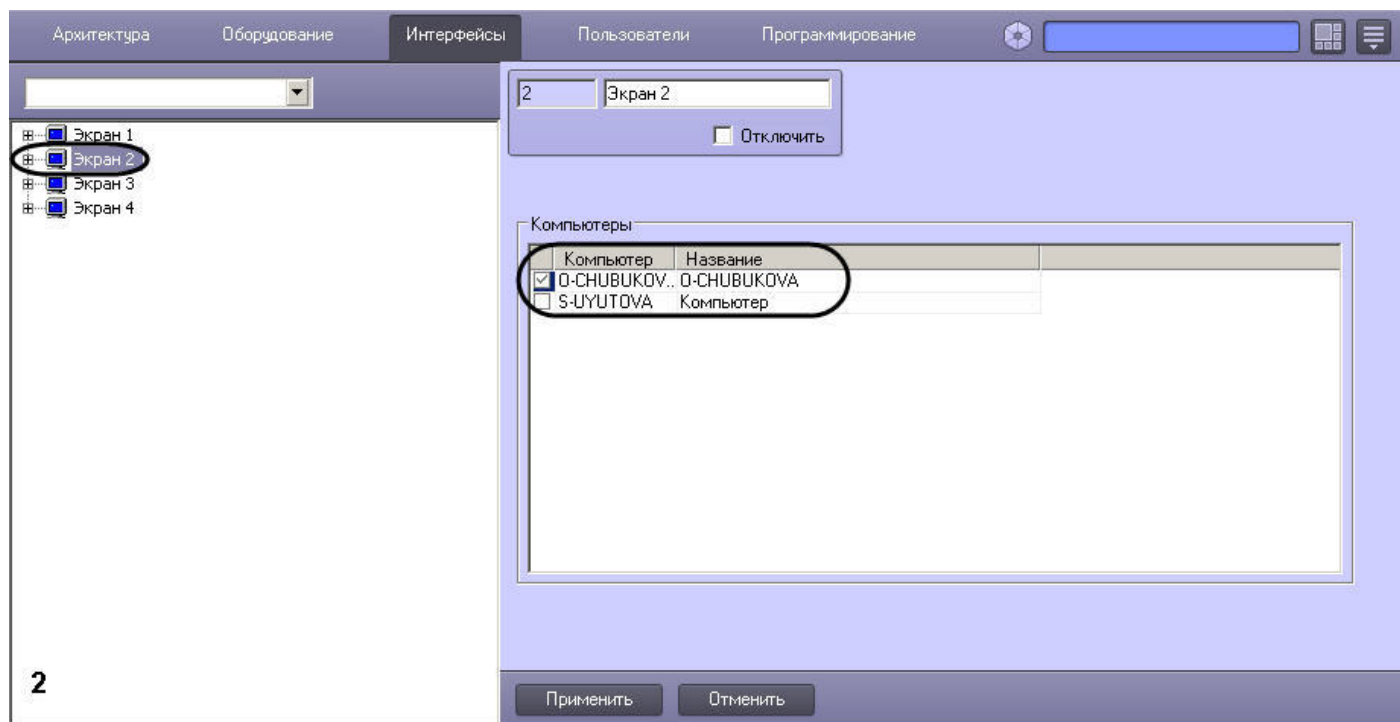 Архитектура Оборудование Интерфейсы Пользователи Программирование
2 Экран 2
Отключить
Экран 1
Экран 2
Экран 3
Экран 4
Компьютеры
Компьютер Название
O-CHUBUKOV.. O-CHUBUKOVA
S-UYUTOVA Компьютер
2
Применить Отменить